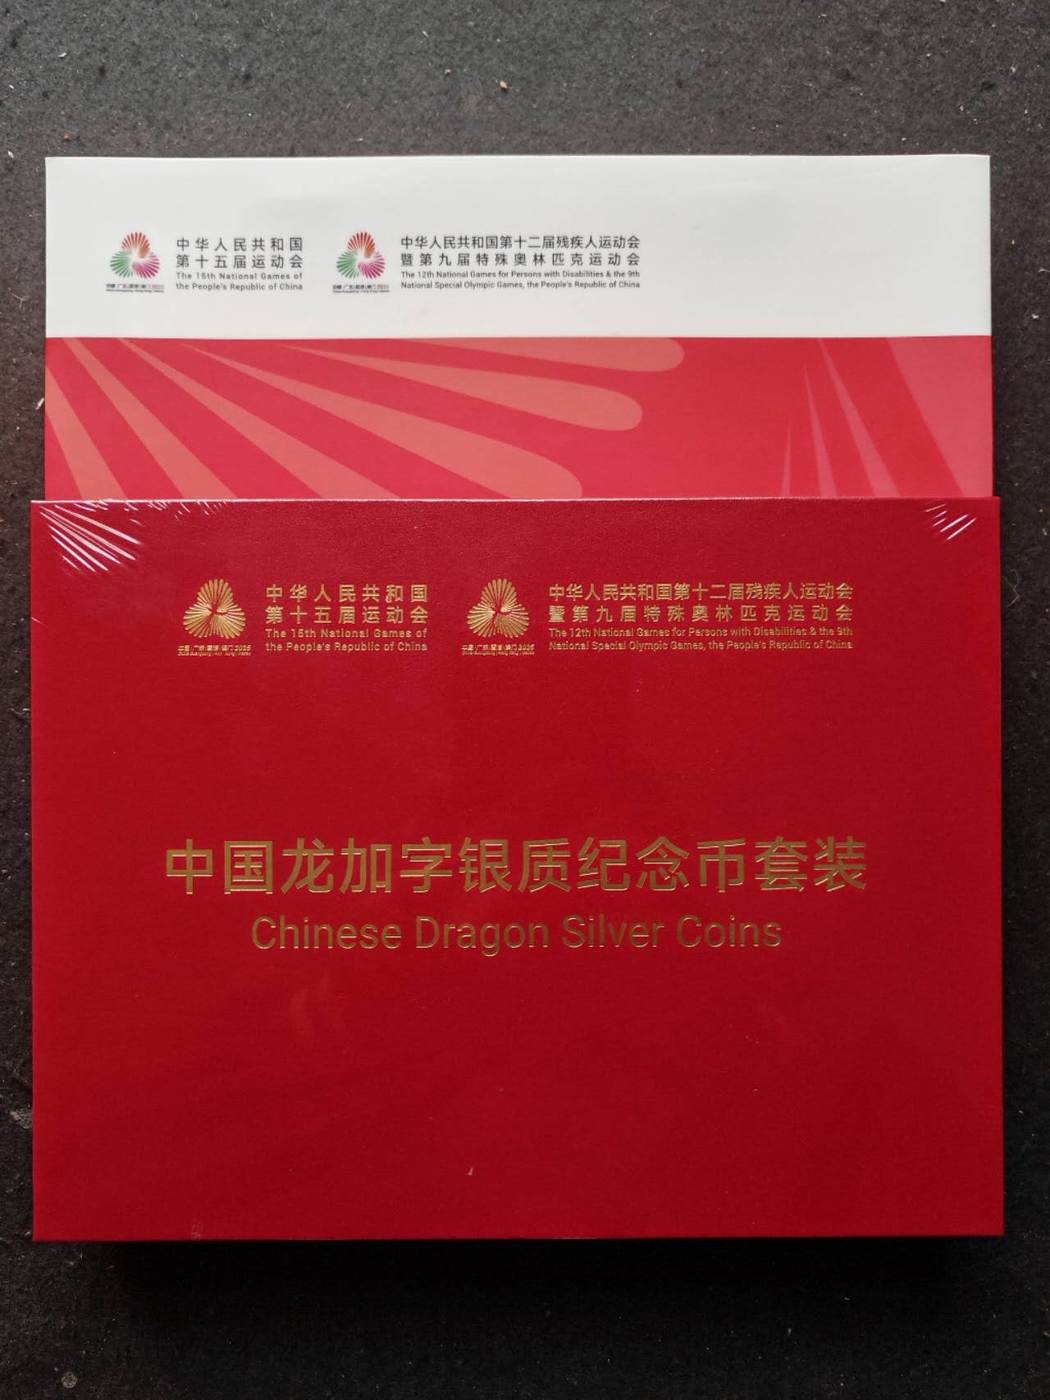 中华人民共和国
第十五届运动会
The 15th National Games of
the People's Republic of China
中华人民共和国第十二届残疾人运动会
暨第九届特殊奥林匹克运动会
The 12th National Games for Persons with Disabilities & the 9th
National Special Olympic Games, the People's Republic of China
中华人民共和国
第十五届运动会
The 15th National Games of
the People's Republic of China
中华人民共和国第十二届残疾人运动会
暨第九届特殊奥林匹克运动会
The 12th National Games for Persons with Disabilities & the 9th
National Special Olympic Games, the People's Republic of China
中国龙加字银质纪念币套装
Chinese Dragon Silver Coins